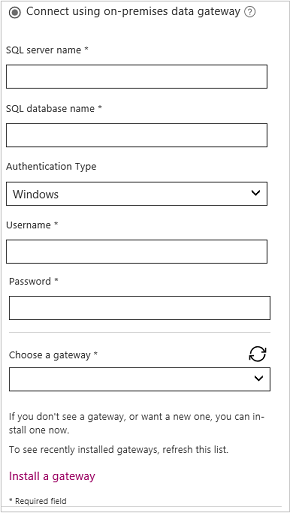 Connect using on-premises data gateway ?
SQL server name *
SQL database name *
Authentication Type
Windows
Username *
Password *
Choose a gateway *
If you don't see a gateway, or want a new one, you can in-
stall one now.
To see recently installed gateways, refresh this list.
Install a gateway
* Required field